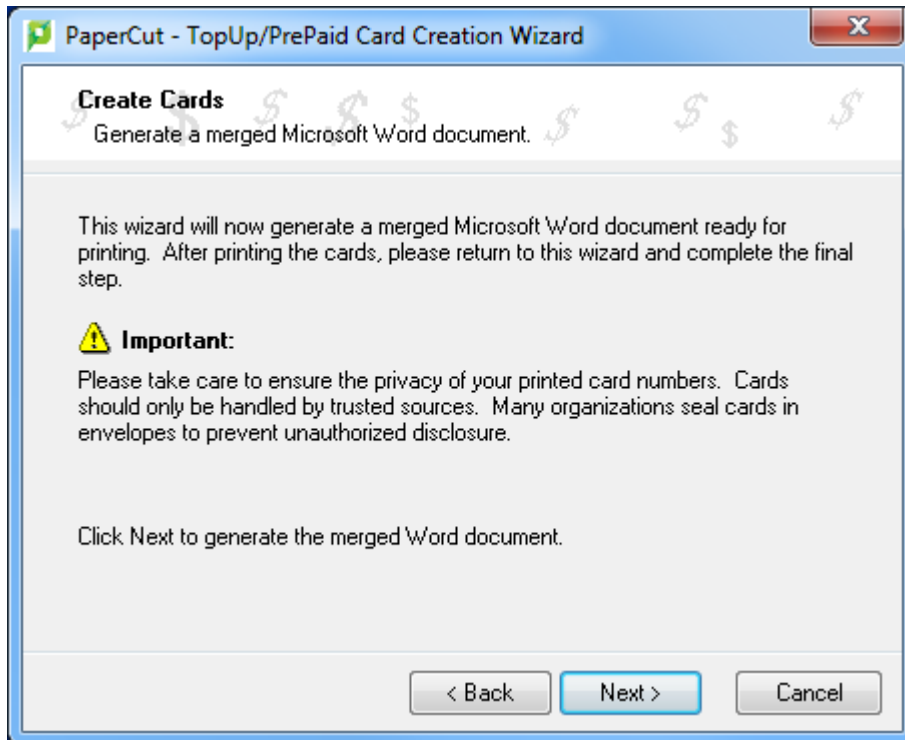 PaperCut - TopUp/PrePaid Card Creation Wizard
Create Cards
Generate a merged Microsoft Word document.
This wizard will now generate a merged Microsoft Word document ready for
printing.  After printing the cards, please return to this wizard and complete the final
step.
Important:
Please take care to ensure the privacy of your printed card numbers.  Cards
should only be handled by trusted sources.  Many organizations seal cards in
envelopes to prevent unauthorized disclosure.
Click Next to generate the merged Word document.
< Back
Next >
Cancel